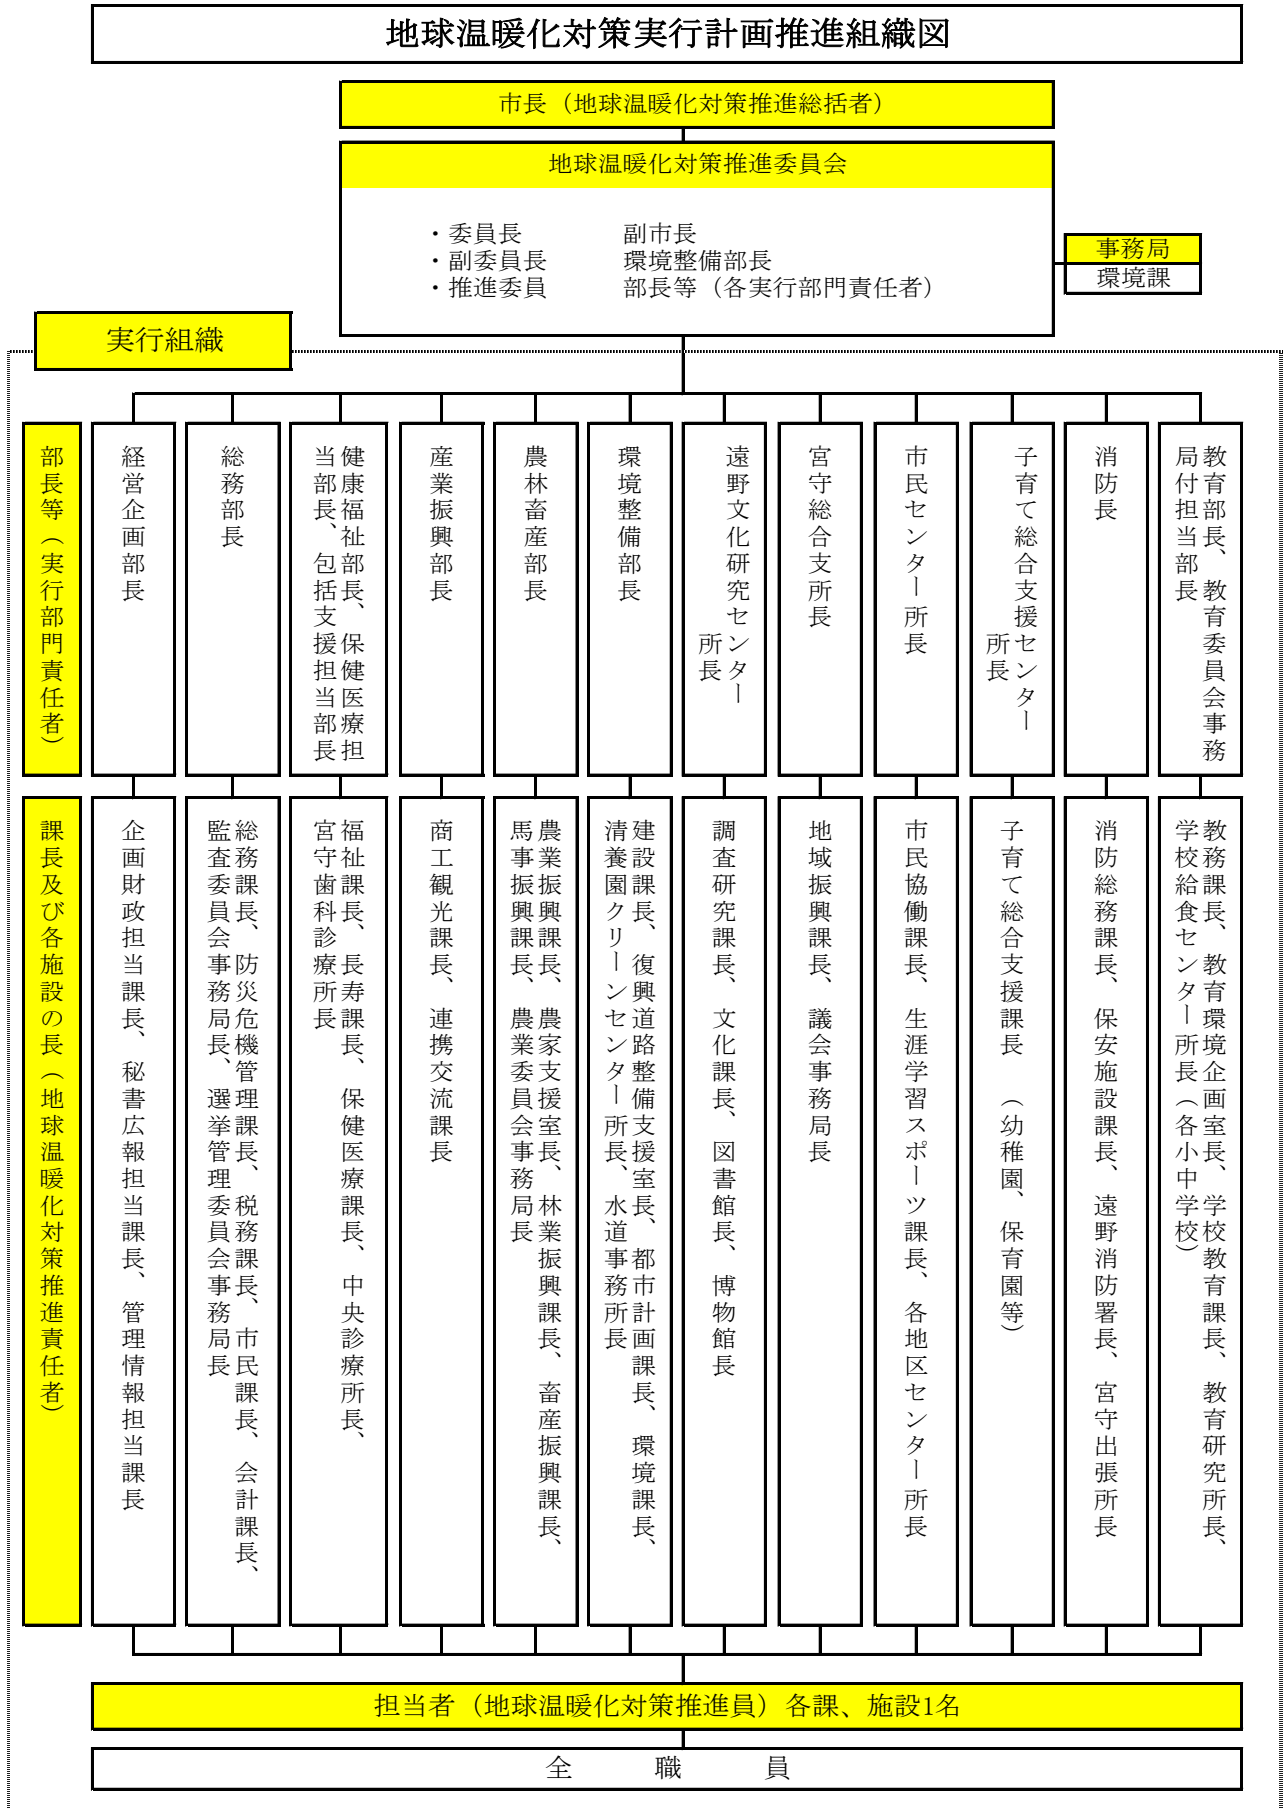 地球温暖化対策実行計画推進組織図
市長（地球温暖化対策推進総括者）
地球温暖化対策推進委員会
・委員長　副市長
・副委員長　環境整備部長
・推進委員　部長等（各実行部門責任者）
事務局
環境課
実行組織
部長等（実行部門責任者）
経営企画部長
総務部長
健康福祉部長、保健医療担
当部長、包括支援担当部長
産業振興部長
農林畜産部長
環境整備部長
遠野文化研究センター
所長
宮守総合支所長
市民センター所長
子育て総合支援センター
所長
消防長
教育部長、教育委員会事務
局付担当部長
課長及び各施設の長（地球温暖化対策推進責任者）
企画財政担当課長、秘書広報担当課長、管理情報担当課長
総務課長、防災危機管理課長、税務課長、市民課長、会計課長、
監査委員会事務局長、選挙管理委員会事務局長
福祉課長、長寿課長、保健医療課長、中央診療所長、
宮守歯科診療所長
商工観光課長、連携交流課長
農業振興課長、農家支援室長、林業振興課長、畜産振興課長、
馬事振興課長、農業委員会事務局長
建設課長、復興道路整備支援室長、都市計画課長、環境課長、
清養園クリーンセンター所長、水道事務所長
調査研究課長、文化課長、図書館長、博物館長
地域振興課長、議会事務局長
市民協働課長、生涯学習スポーツ課長、各地区センター所長
子育て総合支援課長　（幼稚園、保育園等）
消防総務課長、保安施設課長、遠野消防署長、宮守出張所長
教務課長、教育環境企画室長、学校教育課長、教育研究所長、
学校給食センター所長（各小中学校）
担当者（地球温暖化対策推進員）各課、施設1名
全　職　員